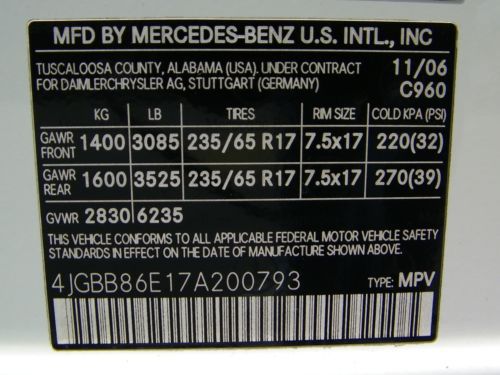 MFD BY MERCEDES-BENZ U.S. INTL., INC
TUSCALOOSA COUNTY, ALABAMA (USA). UNDER CONTRACT 11/06
FOR DAIMLERCHRYSLER AG, STUTTGART (GERMANY) C960
KG LB TIRES RIM SIZE COLD KPA (PSI)
GAWR FRONT 1400 3085 235/65 R17 7.5x17 220(32)
GAWR REAR 1600 3525 235/65 R17 7.5x17 270(39)
GVWR 2830 6235
THIS VEHICLE CONFORMS TO ALL APPLICABLE FEDERAL MOTOR VEHICLE SAFETY
STANDARDS IN EFFECT ON THE DATE OF MANUFACTURE SHOWN ABOVE
4JGBB86E17A200793 TYPE: MPV